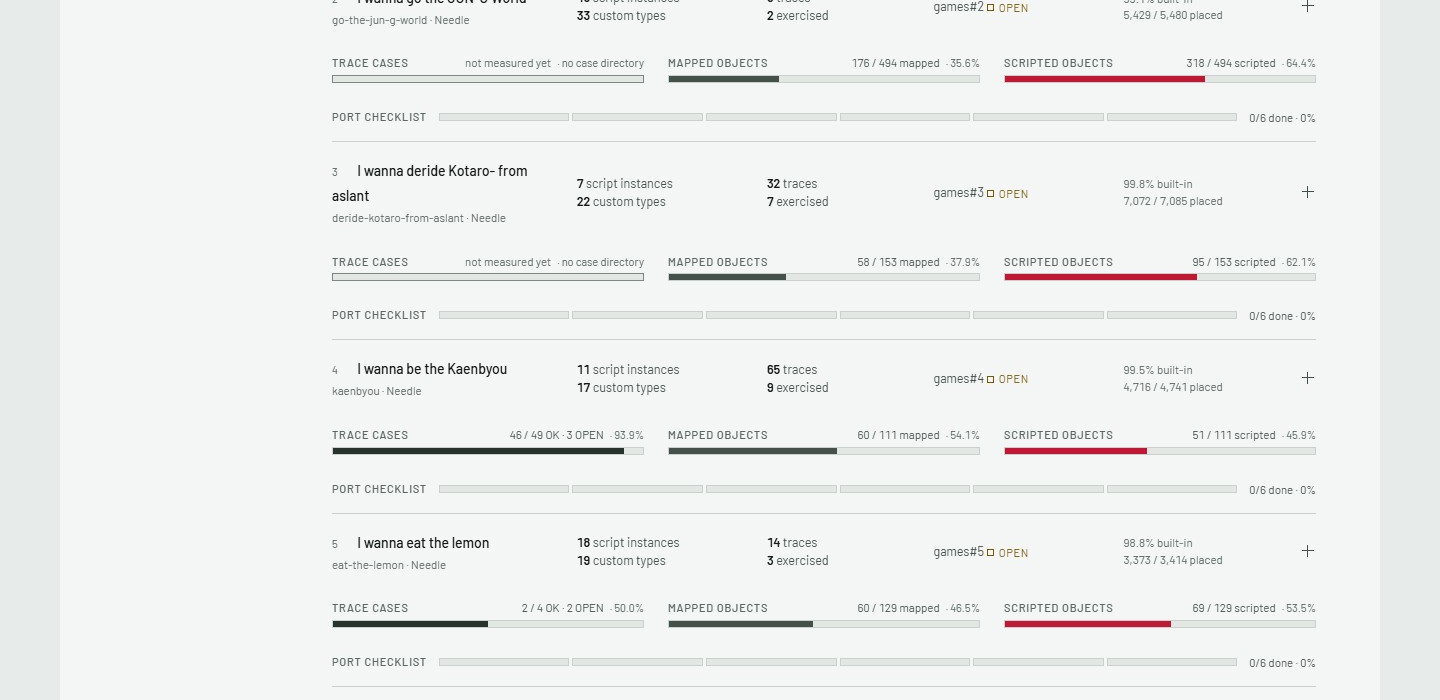 go-the-jun-g-world · Needle
33 custom types
2 exercised
games#2 OPEN
5,429 / 5,480 placed
TRACE CASES not measured yet · no case directory
MAPPED OBJECTS 176 / 494 mapped · 35.6%
SCRIPTED OBJECTS 318 / 494 scripted · 64.4%
PORT CHECKLIST 0/6 done · 0%
3 I wanna deride Kotaro- from
aslant
deride-kotaro-from-aslant · Needle
7 script instances
22 custom types
32 traces
7 exercised
games#3 OPEN
99.8% built-in
7,072 / 7,085 placed
TRACE CASES not measured yet · no case directory
MAPPED OBJECTS 58 / 153 mapped · 37.9%
SCRIPTED OBJECTS 95 / 153 scripted · 62.1%
PORT CHECKLIST 0/6 done · 0%
4 I wanna be the Kaenbyou
kaenbyou · Needle
11 script instances
17 custom types
65 traces
9 exercised
games#4 OPEN
99.5% built-in
4,716 / 4,741 placed
TRACE CASES 46 / 49 OK · 3 OPEN · 93.9%
MAPPED OBJECTS 60 / 111 mapped · 54.1%
SCRIPTED OBJECTS 51 / 111 scripted · 45.9%
PORT CHECKLIST 0/6 done · 0%
5 I wanna eat the lemon
eat-the-lemon · Needle
18 script instances
19 custom types
14 traces
3 exercised
games#5 OPEN
98.8% built-in
3,373 / 3,414 placed
TRACE CASES 2 / 4 OK · 2 OPEN · 50.0%
MAPPED OBJECTS 60 / 129 mapped · 46.5%
SCRIPTED OBJECTS 69 / 129 scripted · 53.5%
PORT CHECKLIST 0/6 done · 0%